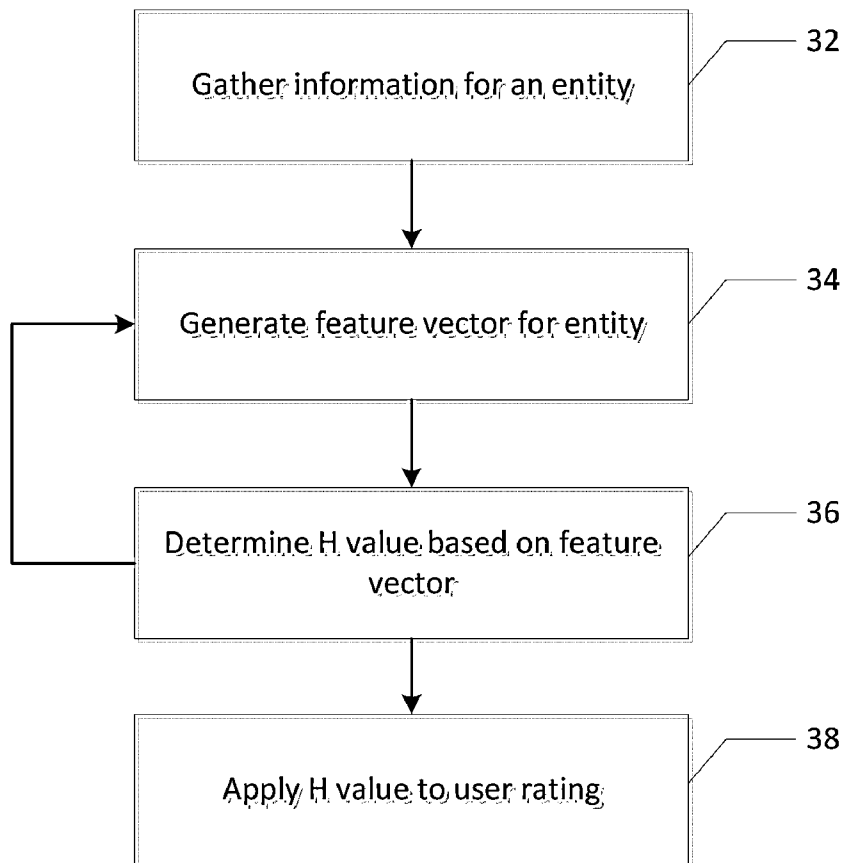 32
Gather information for an entity
34
Generate feature vector for entity
36
Determine H value based on feature
vector
38
Apply H value to user rating